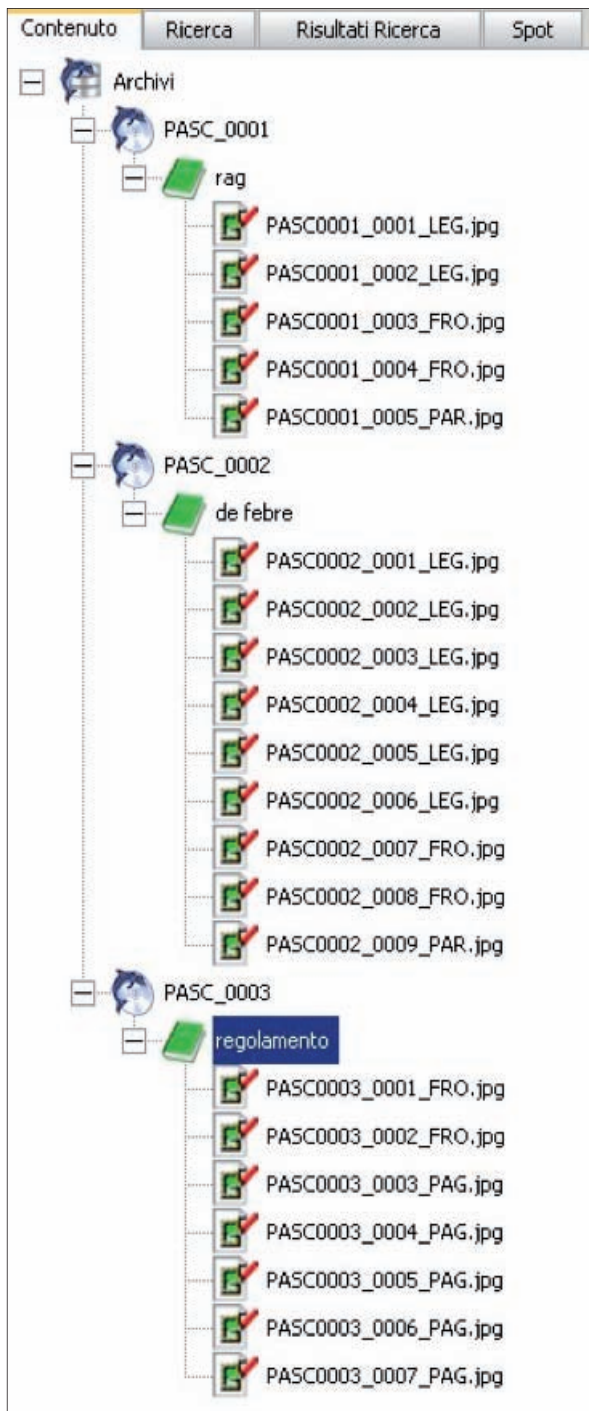 Contenuto Ricerca Risultati Ricerca Spot
Archivi
PASC_0001
rag
PASC0001_0001_LEG.jpg
PASC0001_0002_LEG.jpg
PASC0001_0003_FRO.jpg
PASC0001_0004_FRO.jpg
PASC0001_0005_PAR.jpg
PASC_0002
de febre
PASC0002_0001_LEG.jpg
PASC0002_0002_LEG.jpg
PASC0002_0003_LEG.jpg
PASC0002_0004_LEG.jpg
PASC0002_0005_LEG.jpg
PASC0002_0006_LEG.jpg
PASC0002_0007_FRO.jpg
PASC0002_0008_FRO.jpg
PASC0002_0009_PAR.jpg
PASC_0003
regolamento
PASC0003_0001_FRO.jpg
PASC0003_0002_FRO.jpg
PASC0003_0003_PAG.jpg
PASC0003_0004_PAG.jpg
PASC0003_0005_PAG.jpg
PASC0003_0006_PAG.jpg
PASC0003_0007_PAG.jpg